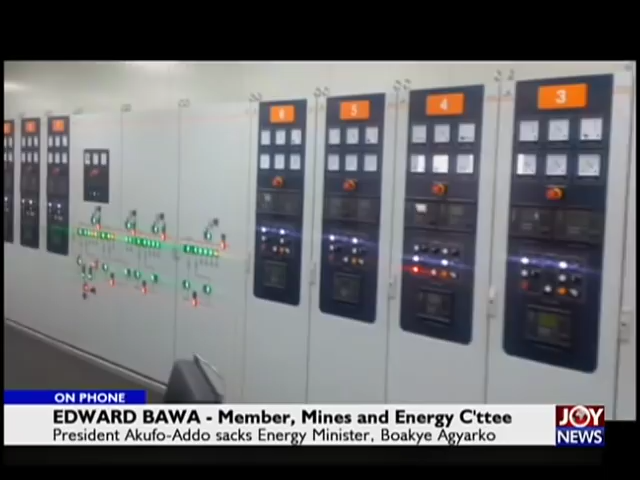 6
5
4
3
ON PHONE
EDWARD BAWA - Member, Mines and Energy C'ttee
President Akufo-Addo sacks Energy Minister, Boakye Agyarko
JOY
NEWS